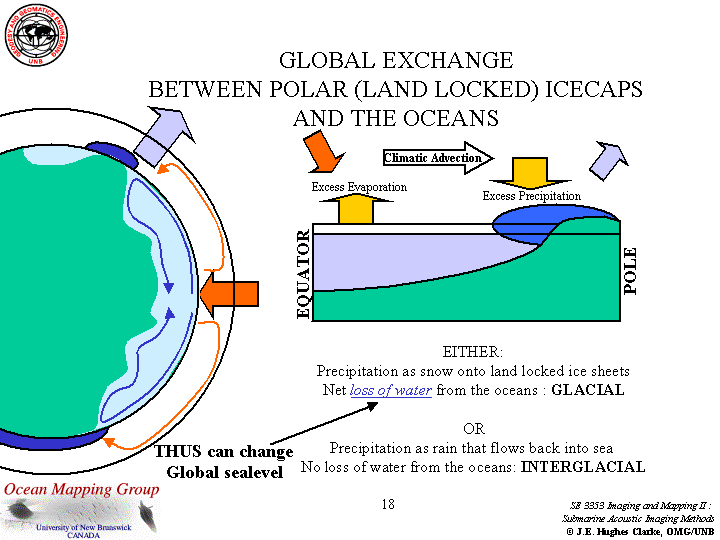 GEODESY AND GEOMATICS ENGINEERING
UNB
GLOBAL EXCHANGE
BETWEEN POLAR (LAND LOCKED) ICECAPS
AND THE OCEANS
Climatic Advection
Excess Evaporation
Excess Precipitation
EQUATOR
POLE
EITHER:
Precipitation as snow onto land locked ice sheets
Net loss of water from the oceans : GLACIAL
OR
Precipitation as rain that flows back into sea
No loss of water from the oceans: INTERGLACIAL
THUS can change
Global sealevel
Ocean Mapping Group
University of New Brunswick
CANADA
18
SE 3353 Imaging and Mapping II :
Submarine Acoustic Imaging Methods
© J.E. Hughes Clarke, OMG/UNB